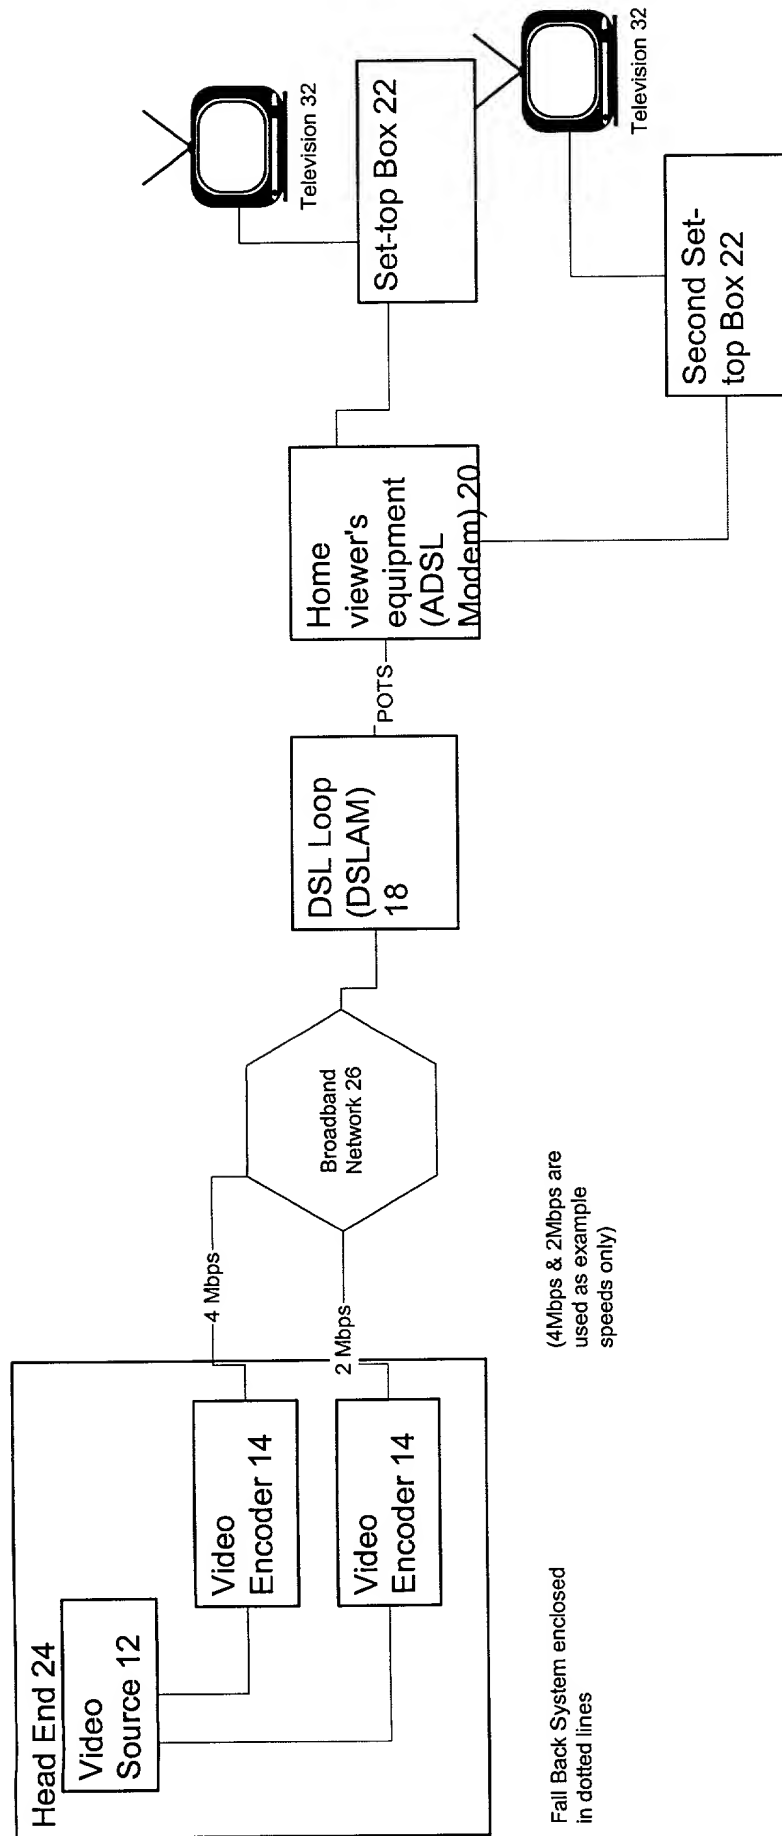 Head End 24
Video
Source 12
Video
Encoder 14
Video
Encoder 14
4 Mbps
2 Mbps
Broadband
Network 26
DSL Loop
(DSLAM)
18
POTS
Home
viewer's
equipment
(ADSL
Modem) 20
Set-top Box 22
Television 32
Second Set-
top Box 22
Television 32
Fall Back System enclosed
in dotted lines
(4Mbps & 2Mbps are
used as example
speeds only)